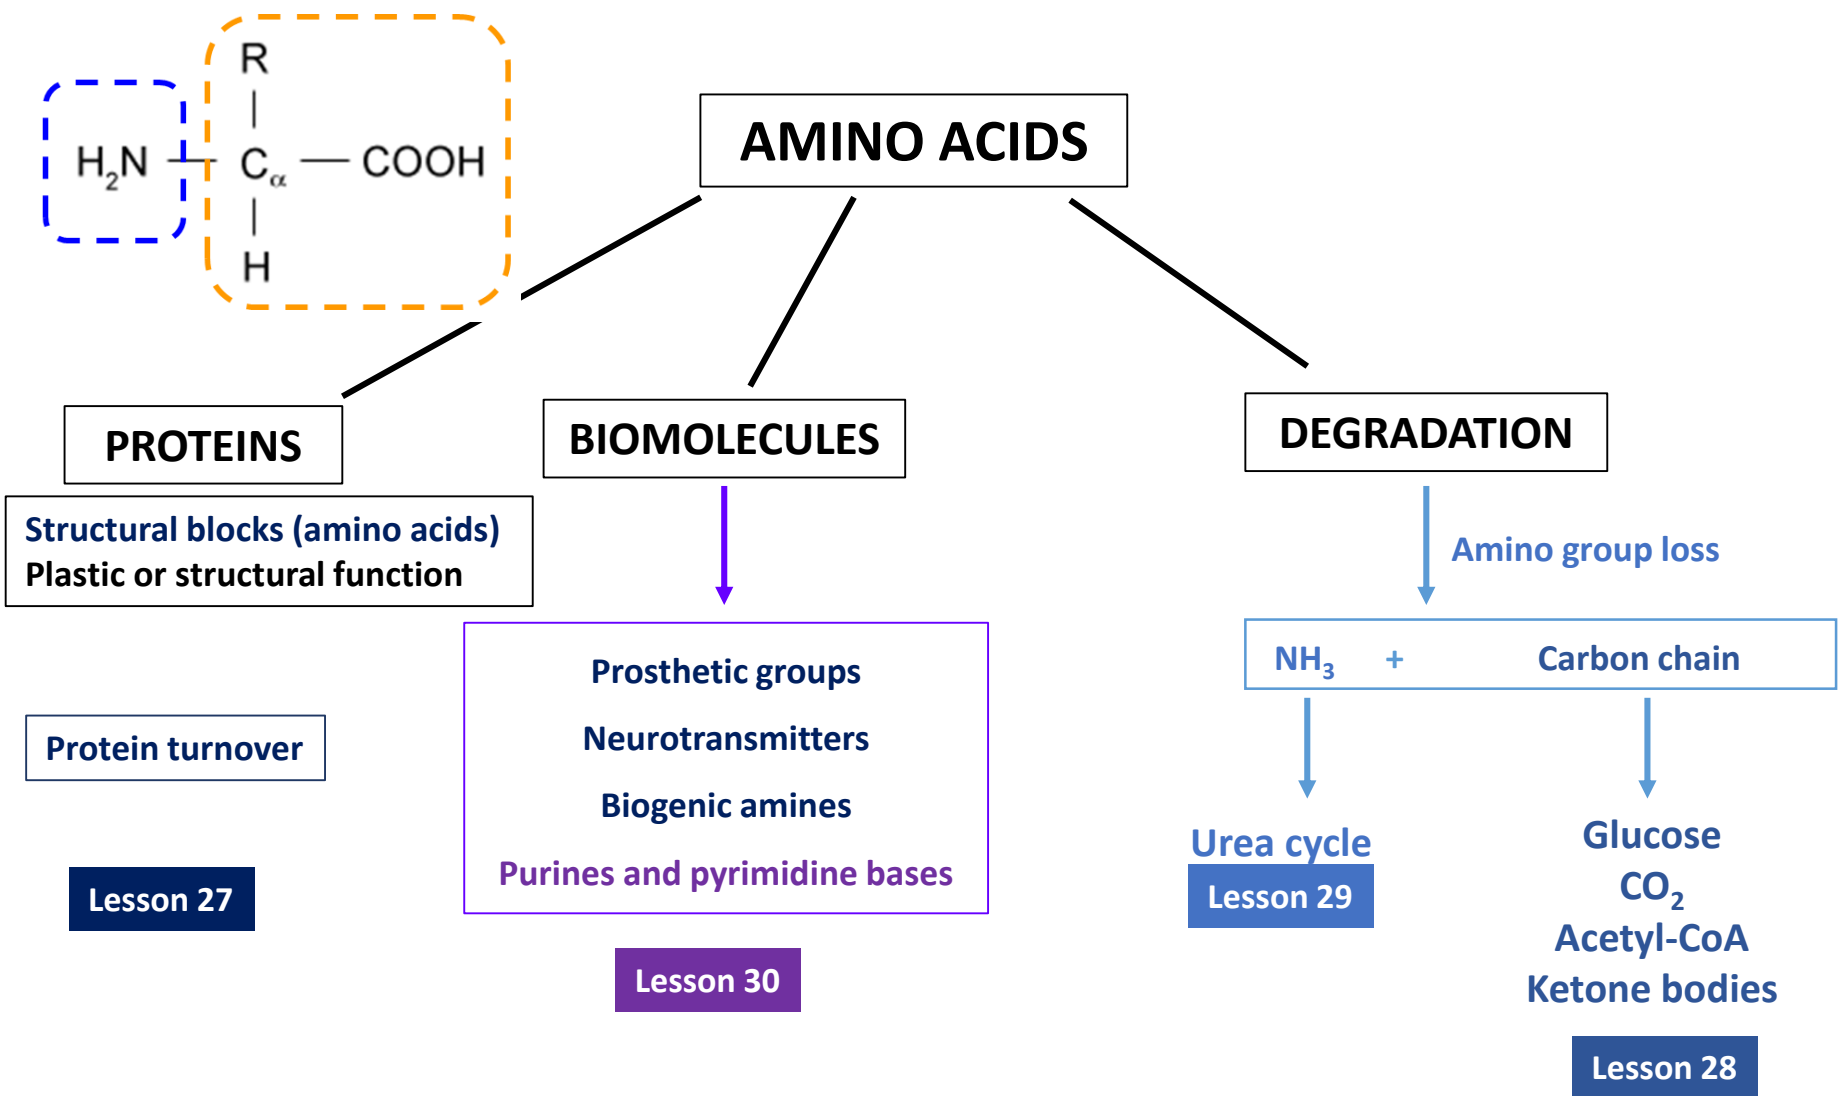 R
H₂N — Cα — COOH
H
AMINO ACIDS
PROTEINS
Structural blocks (amino acids)
Plastic or structural function
Protein turnover
Lesson 27
BIOMOLECULES
Prosthetic groups
Neurotransmitters
Biogenic amines
Purines and pyrimidine bases
Lesson 30
DEGRADATION
Amino group loss
NH₃ + Carbon chain
Urea cycle
Lesson 29
Glucose
CO₂
Acetyl-CoA
Ketone bodies
Lesson 28